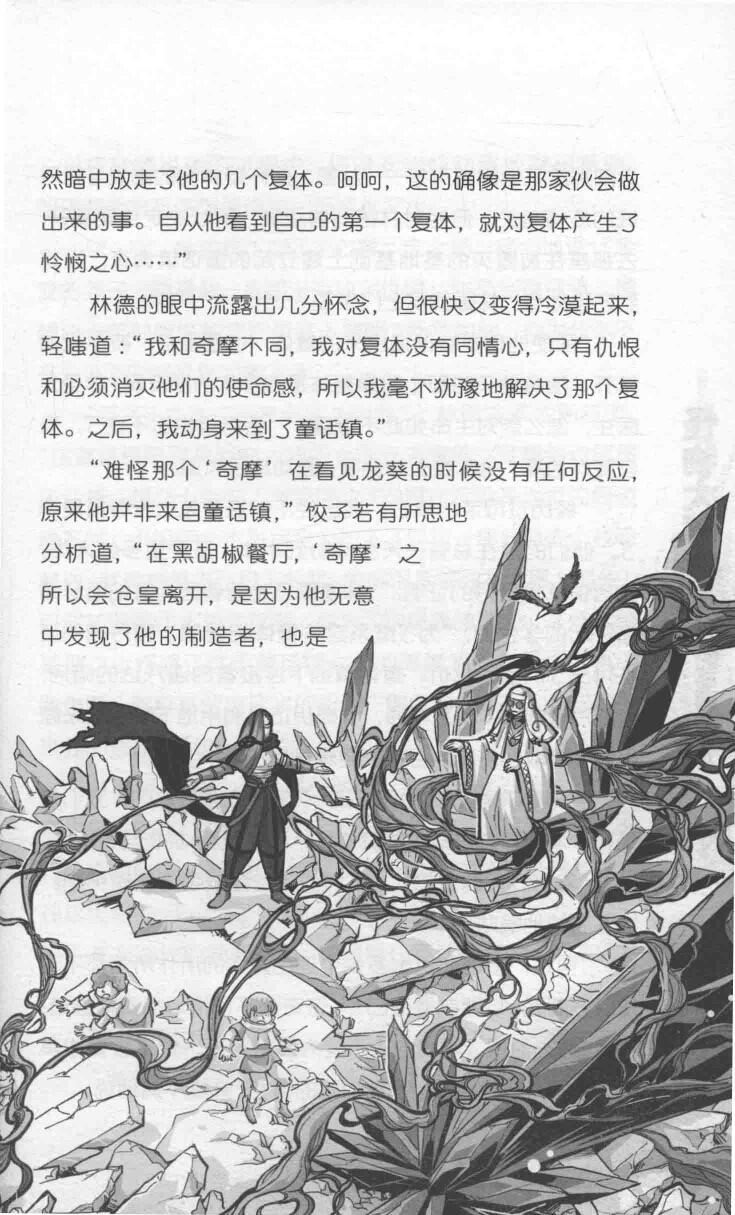 然暗中放走了他的几个复体。呵呵，这的确像是那家伙会做
出来的事。自从他看到自己的第一个复体，就对复体产生了
怜悯之心……”
林德的眼中流露出几分怀念，但很快又变得冷漠起来，
轻嗤道：“我和奇摩不同，我对复体没有同情心，只有仇恨
和必须消灭他们的使命感，所以我毫不犹豫地解决了那个复
体。之后，我动身来到了童话镇。”
“难怪那个‘奇摩’在看见龙葵的时候没有任何反应，
原来他并非来自童话镇，”饺子若有所思地
分析道，“在黑胡椒餐厅，‘奇摩’之
所以会仓皇离开，是因为他无意
中发现了他的制造者，也是